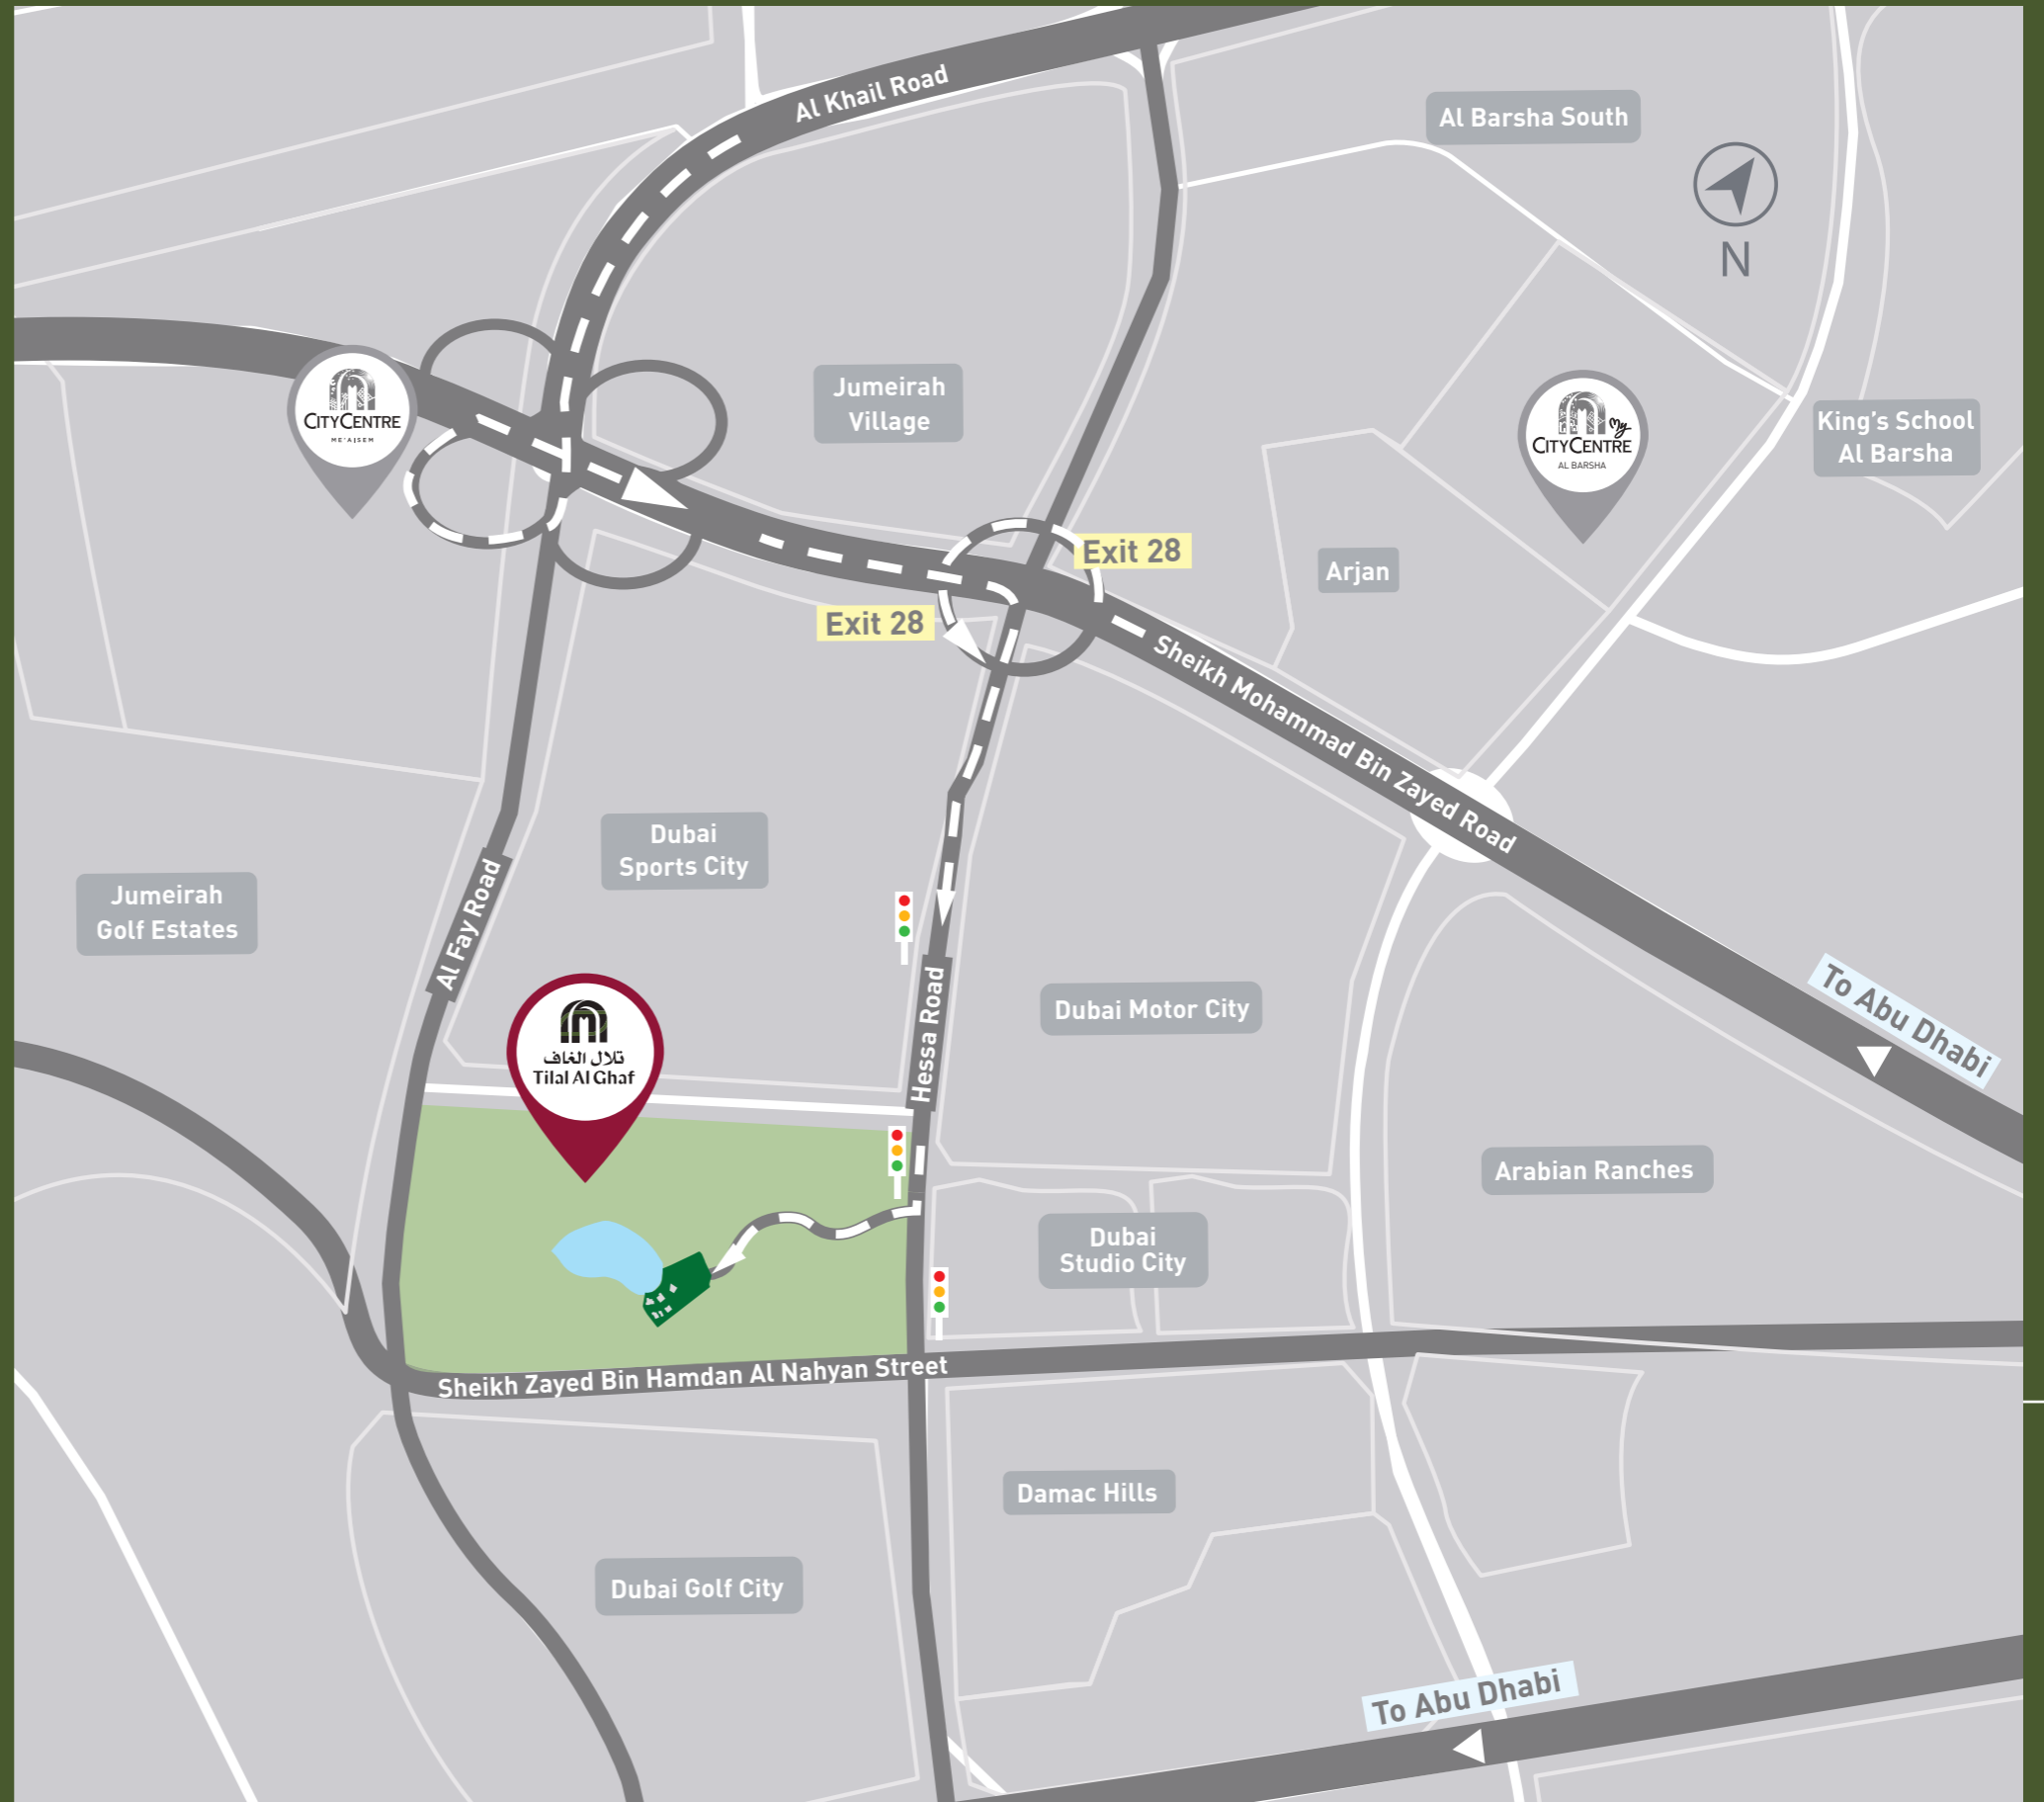 Al Khail Road
Al Barsha South
N
Jumeirah
Village
CITY CENTRE
ME'AJSEM
My
CITY CENTRE
AL BARSHA
King's School
Al Barsha
Exit 28
Arjan
Exit 28
Sheikh Mohammad Bin Zayed Road
Dubai
Sports City
Jumeirah
Golf Estates
Al Fay Road
Hessa Road
Dubai Motor City
To Abu Dhabi
تلال الغاف
Tilal Al Ghaf
Arabian Ranches
Dubai
Studio City
Sheikh Zayed Bin Hamdan Al Nahyan Street
Damac Hills
Dubai Golf City
To Abu Dhabi